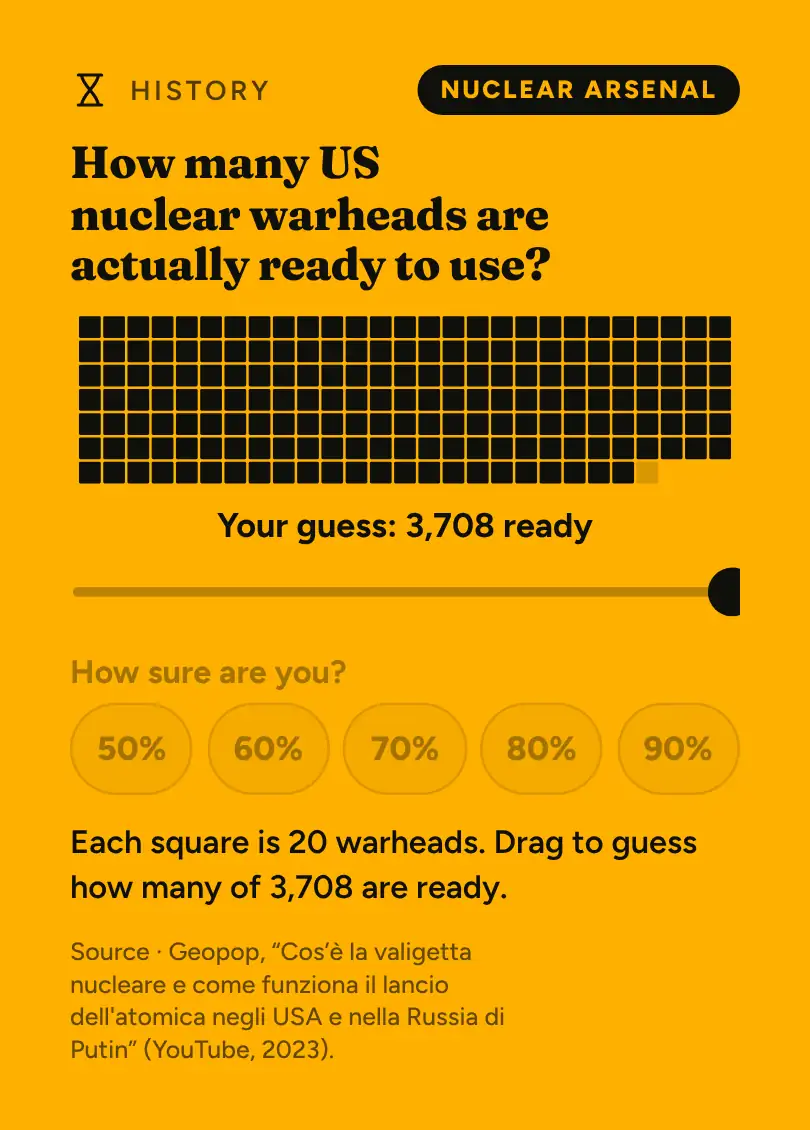 HISTORY
NUCLEAR ARSENAL
How many US
nuclear warheads are
actually ready to use?
Your guess: 3,708 ready
How sure are you?
50% 60% 70% 80% 90%
Each square is 20 warheads. Drag to guess
how many of 3,708 are ready.
Source · Geopop, “Cos’è la valigetta
nucleare e come funziona il lancio
dell'atomica negli USA e nella Russia di
Putin” (YouTube, 2023).